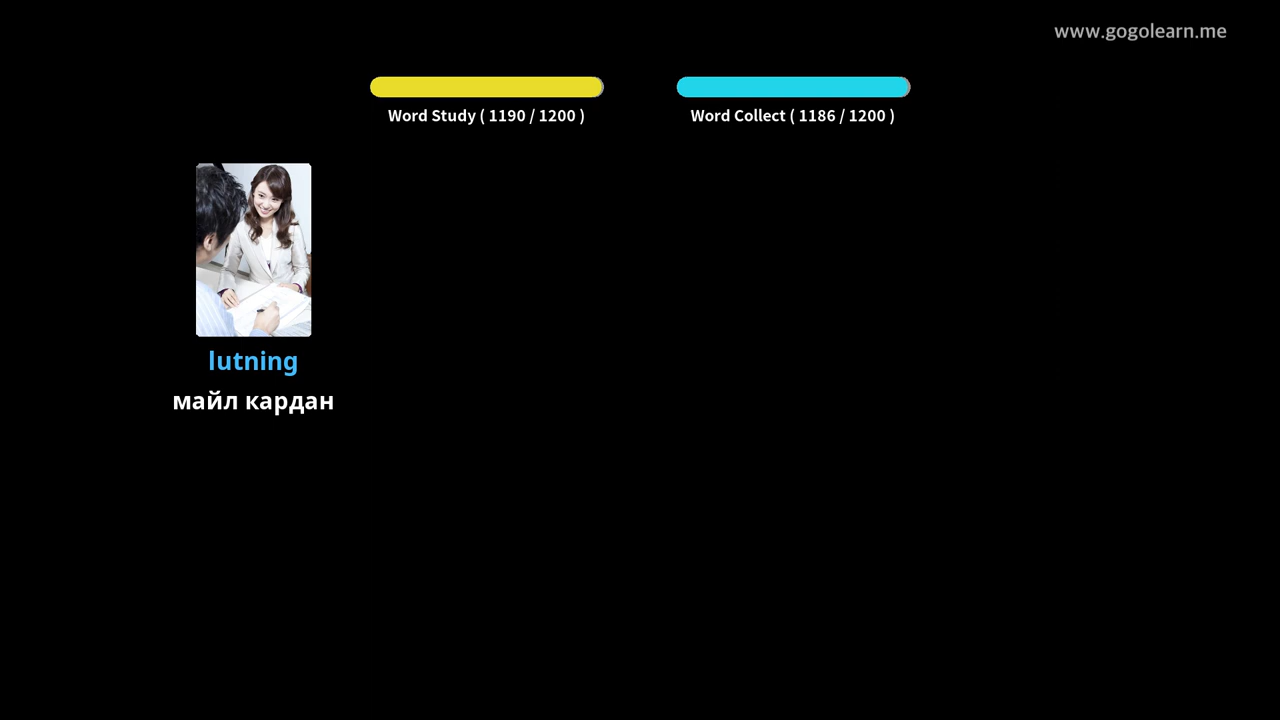 www.gogolearn.me
Word Study ( 1190 / 1200 )
Word Collect ( 1186 / 1200 )
lutning
майл кардан